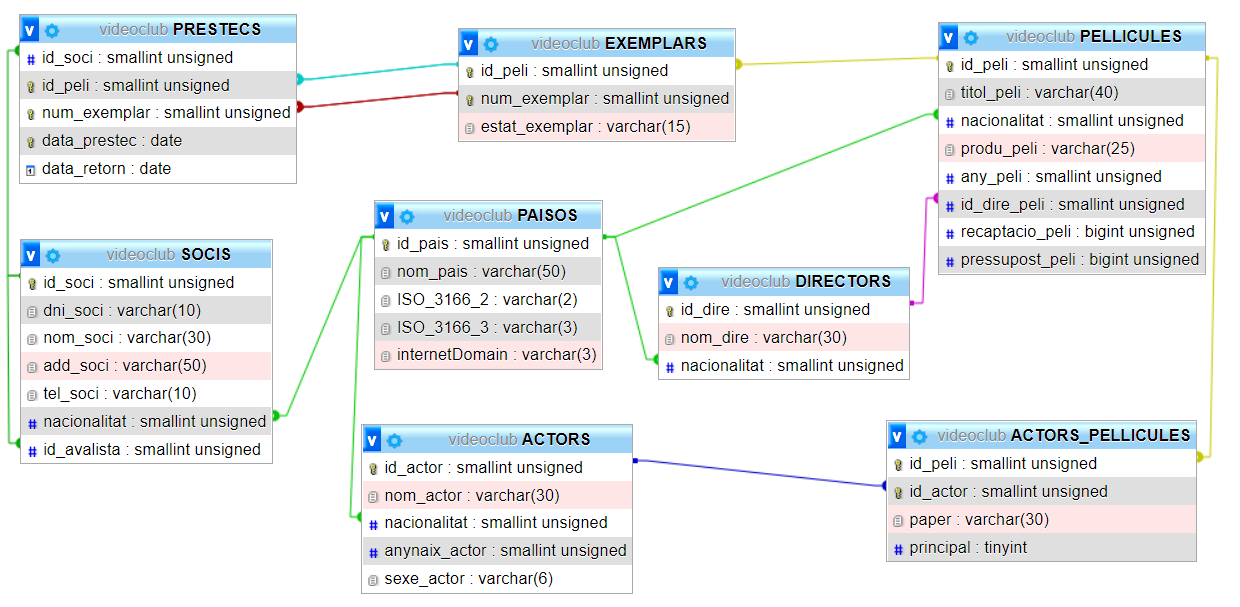 videoclub PRESTECS
id_soci : smallint unsigned
id_peli : smallint unsigned
num_exemplar : smallint unsigned
data_prestec : date
data_retorn : date
videoclub EXEMPLARS
id_peli : smallint unsigned
num_exemplar : smallint unsigned
estat_exemplar : varchar(15)
videoclub PELLICULES
id_peli : smallint unsigned
titol_peli : varchar(40)
nacionalitat : smallint unsigned
produ_peli : varchar(25)
any_peli : smallint unsigned
id_dire_peli : smallint unsigned
recaptacio_peli : bigint unsigned
pressupost_peli : bigint unsigned
videoclub SOCIS
id_soci : smallint unsigned
dni_soci : varchar(10)
nom_soci : varchar(30)
add_soci : varchar(50)
tel_soci : varchar(10)
nacionalitat : smallint unsigned
id_avalista : smallint unsigned
videoclub PAISOS
id_pais : smallint unsigned
nom_pais : varchar(50)
ISO_3166_2 : varchar(2)
ISO_3166_3 : varchar(3)
internetDomain : varchar(3)
videoclub DIRECTORS
id_dire : smallint unsigned
nom_dire : varchar(30)
nacionalitat : smallint unsigned
videoclub ACTORS
id_actor : smallint unsigned
nom_actor : varchar(30)
nacionalitat : smallint unsigned
anynaix_actor : smallint unsigned
sexe_actor : varchar(6)
videoclub ACTORS_PELLICULES
id_peli : smallint unsigned
id_actor : smallint unsigned
paper : varchar(30)
principal : tinyint